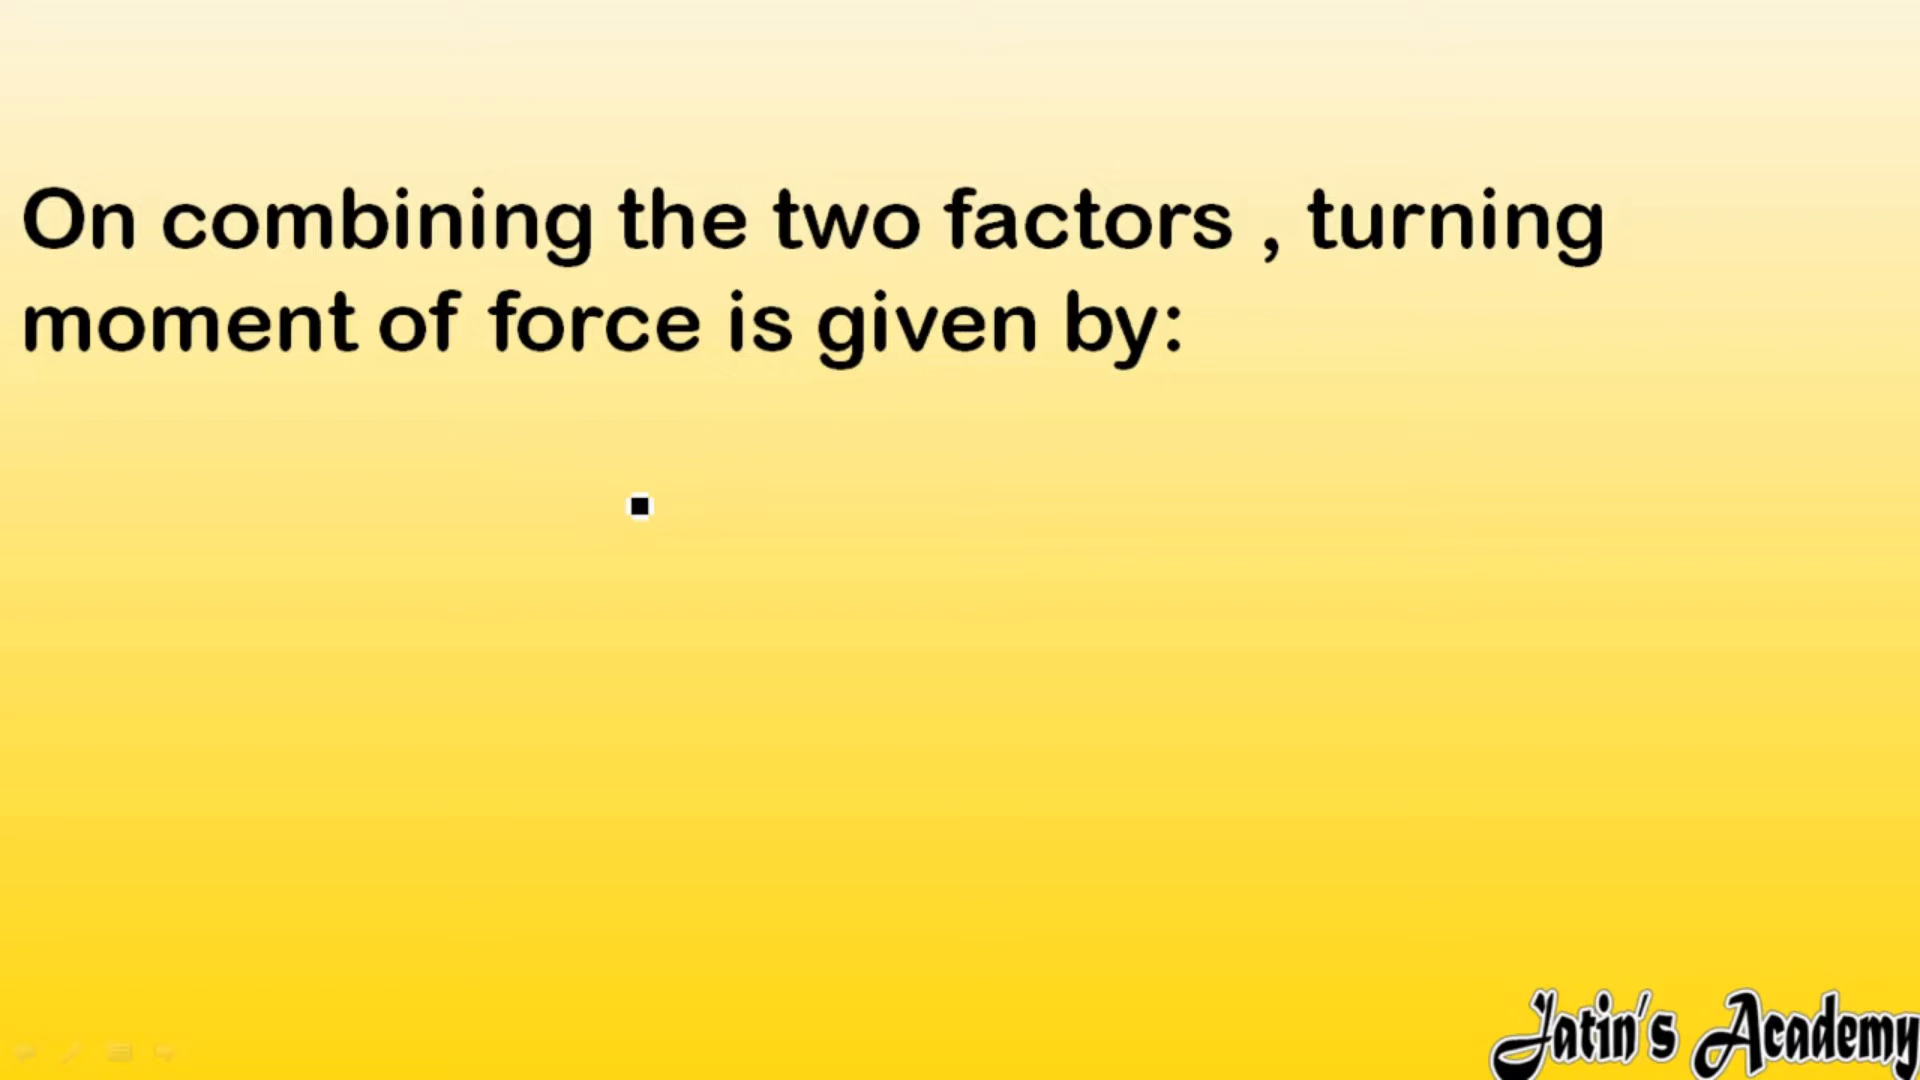 On combining the two factors , turning
moment of force is given by:
Jatin's Academy